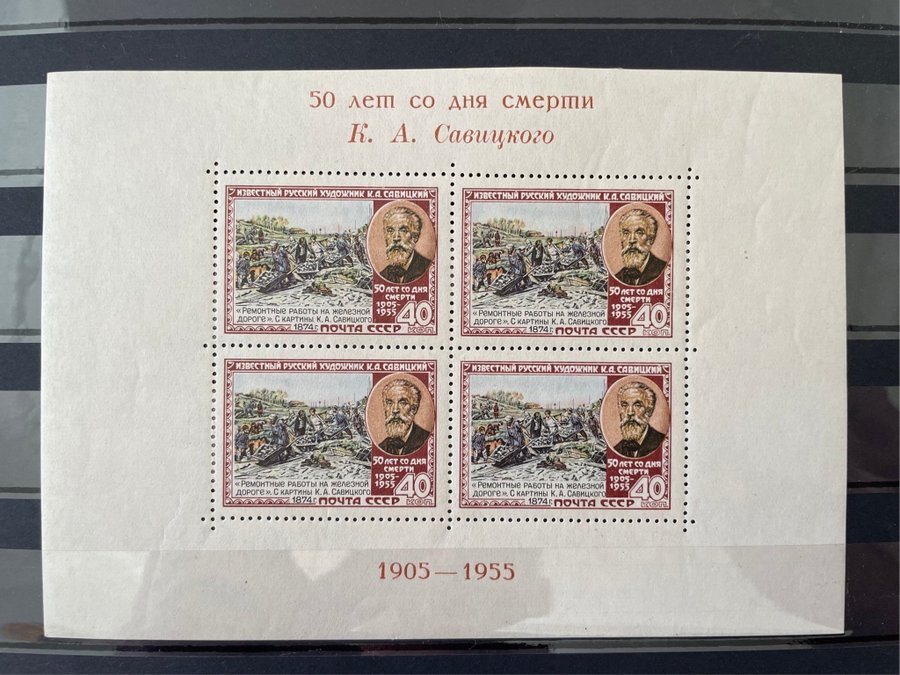 50 лет со дня смерти
К. А. Савицкого
ИЗВЕСТНЫЙ РУССКИЙ ХУДОЖНИК К.А.САВИЦКИЙ
50 ЛЕТ СО ДНЯ
СМЕРТИ
1905-
1955
40
КОП.
«Ремонтные работы на железной
дороге». С картины К. А. Савицкого
1874 г.
ПОЧТА СССР
ИЗВЕСТНЫЙ РУССКИЙ ХУДОЖНИК К.А.САВИЦКИЙ
50 ЛЕТ СО ДНЯ
СМЕРТИ
1905-
1955
40
КОП.
«Ремонтные работы на железной
дороге». С картины К. А. Савицкого
1874 г.
ПОЧТА СССР
ИЗВЕСТНЫЙ РУССКИЙ ХУДОЖНИК К.А.САВИЦКИЙ
50 ЛЕТ СО ДНЯ
СМЕРТИ
1905-
1955
40
КОП.
«Ремонтные работы на железной
дороге». С картины К. А. Савицкого
1874 г.
ПОЧТА СССР
ИЗВЕСТНЫЙ РУССКИЙ ХУДОЖНИК К.А.САВИЦКИЙ
50 ЛЕТ СО ДНЯ
СМЕРТИ
1905-
1955
40
КОП.
«Ремонтные работы на железной
дороге». С картины К. А. Савицкого
1874 г.
ПОЧТА СССР
1905—1955